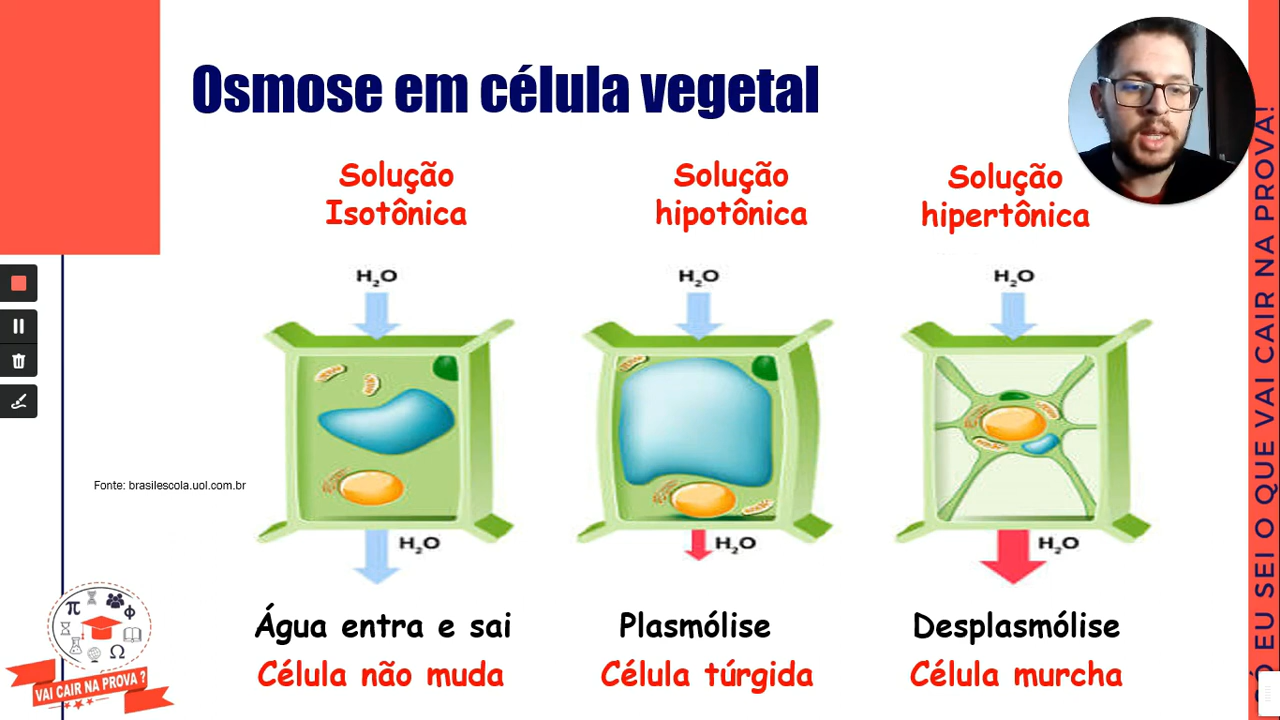 Osmose em célula vegetal
Solução
Isotônica
Solução
hipotônica
Solução
hipertônica
H₂O
H₂O
H₂O
Fonte: brasilescola.uol.com.br
H₂O
H₂O
H₂O
Água entra e sai
Célula não muda
Plasmólise
Célula túrgida
Desplasmólise
Célula murcha
π
Φ
Ω
VAI CAIR NA PROVA ?
SÓ EU SEI O QUE VAI CAIR NA PROVA!